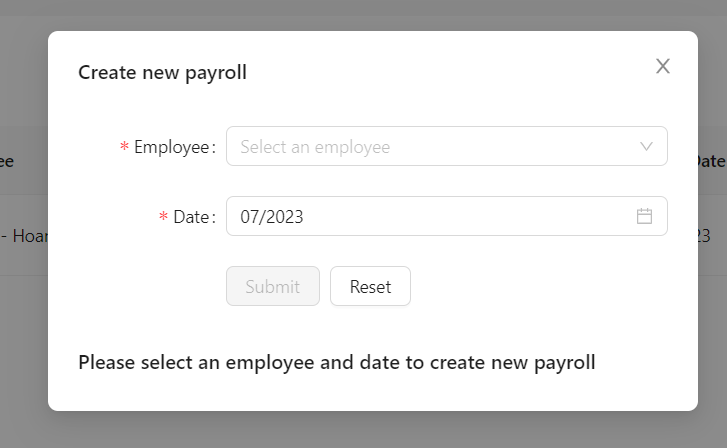 Create new payroll
ee
Date
* Employee :
Select an employee
* Date :
07/2023
- Hoar
23
Submit
Reset
Please select an employee and date to create new payroll